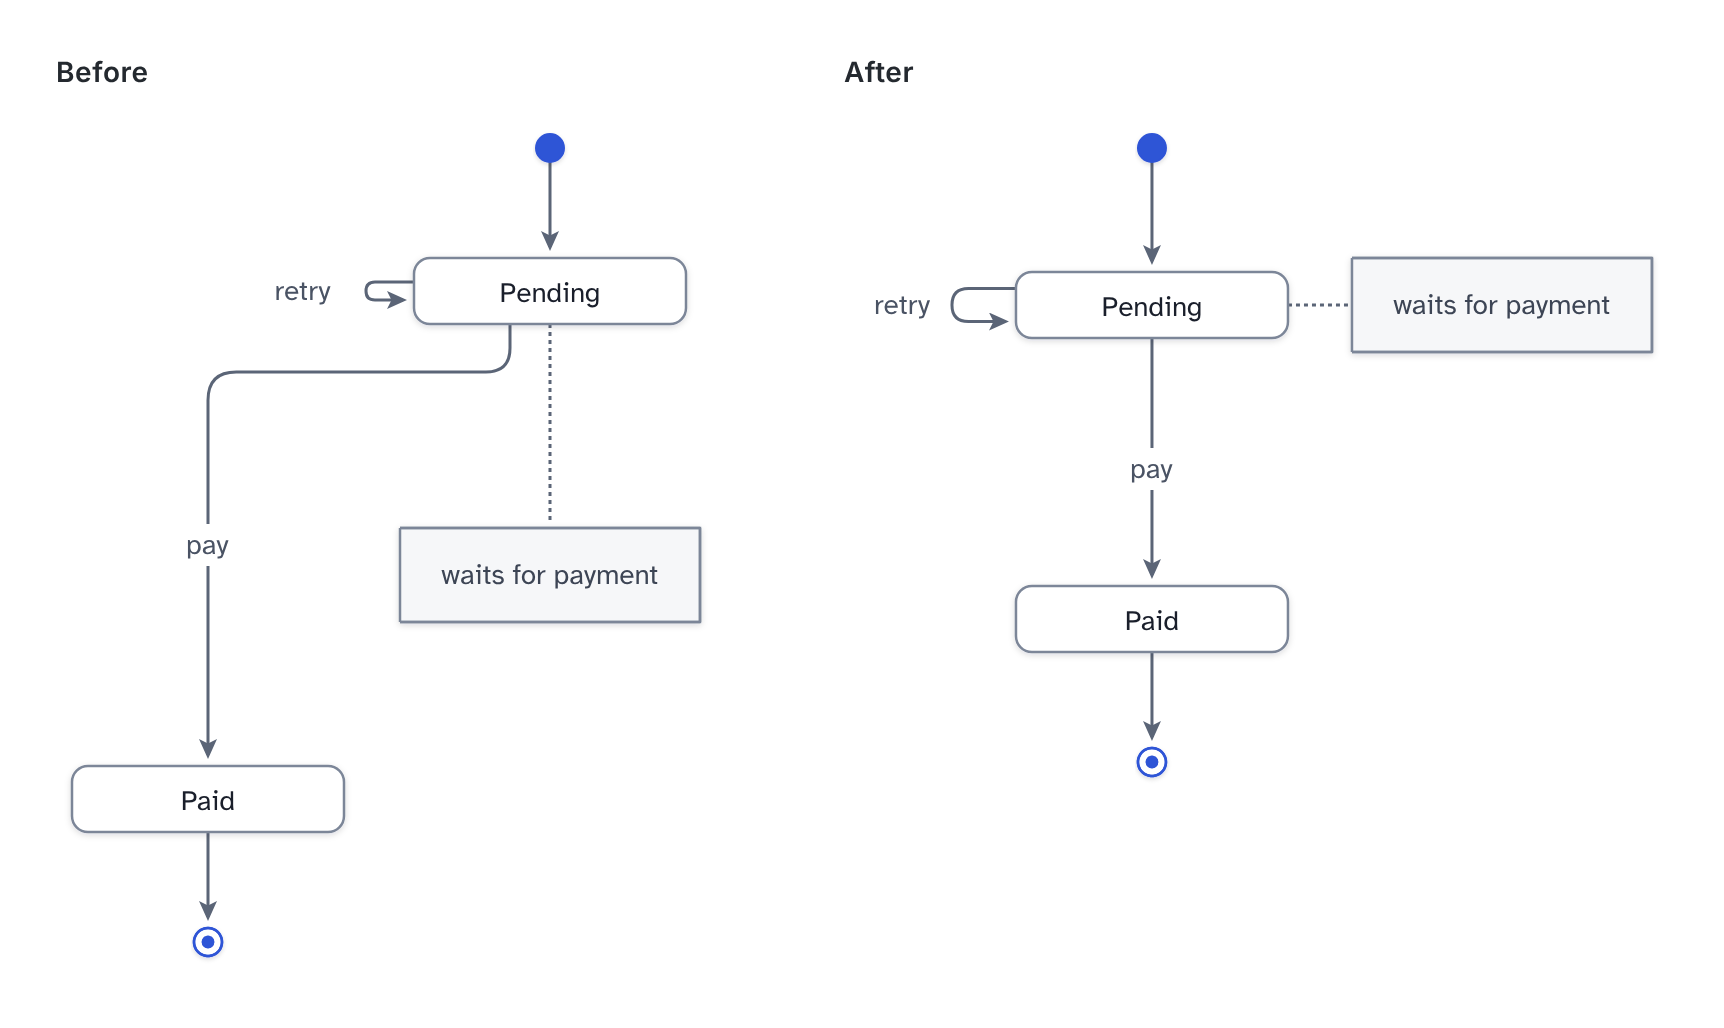 Before
After
retry
Pending
pay
waits for payment
Paid
retry
Pending
waits for payment
pay
Paid